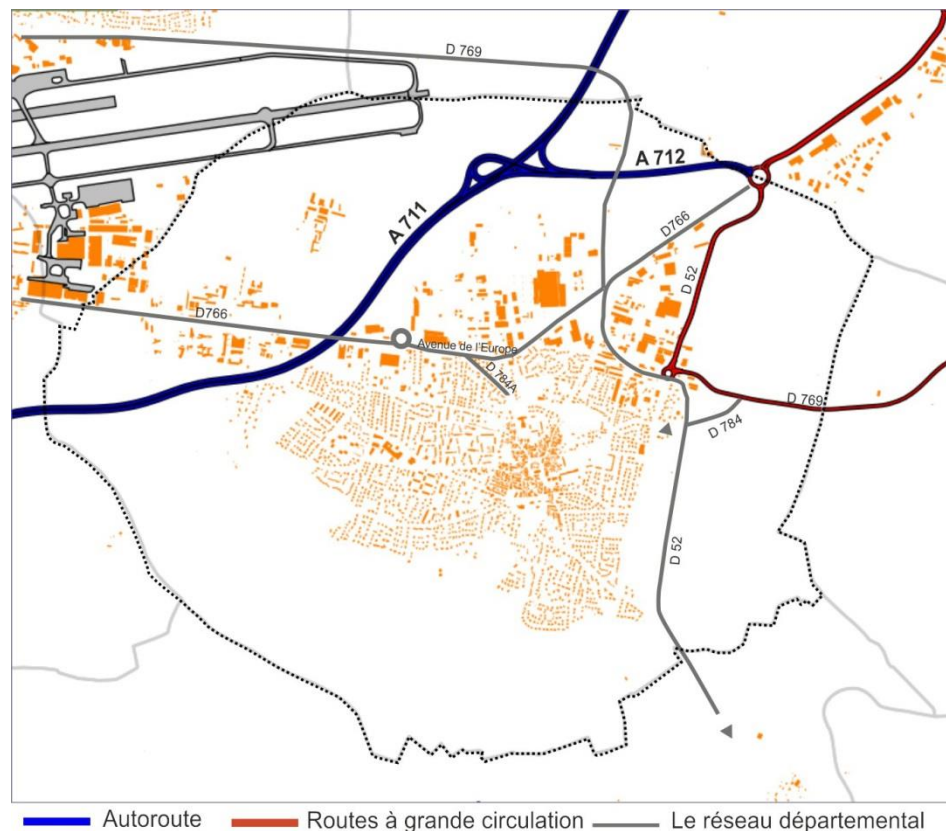 D 769
A 712
A 711
D766
D 52
D766
Avenue de l'Europe
D 784A
D 769
D 784
D 52
Autoroute
Routes à grande circulation
Le réseau départemental